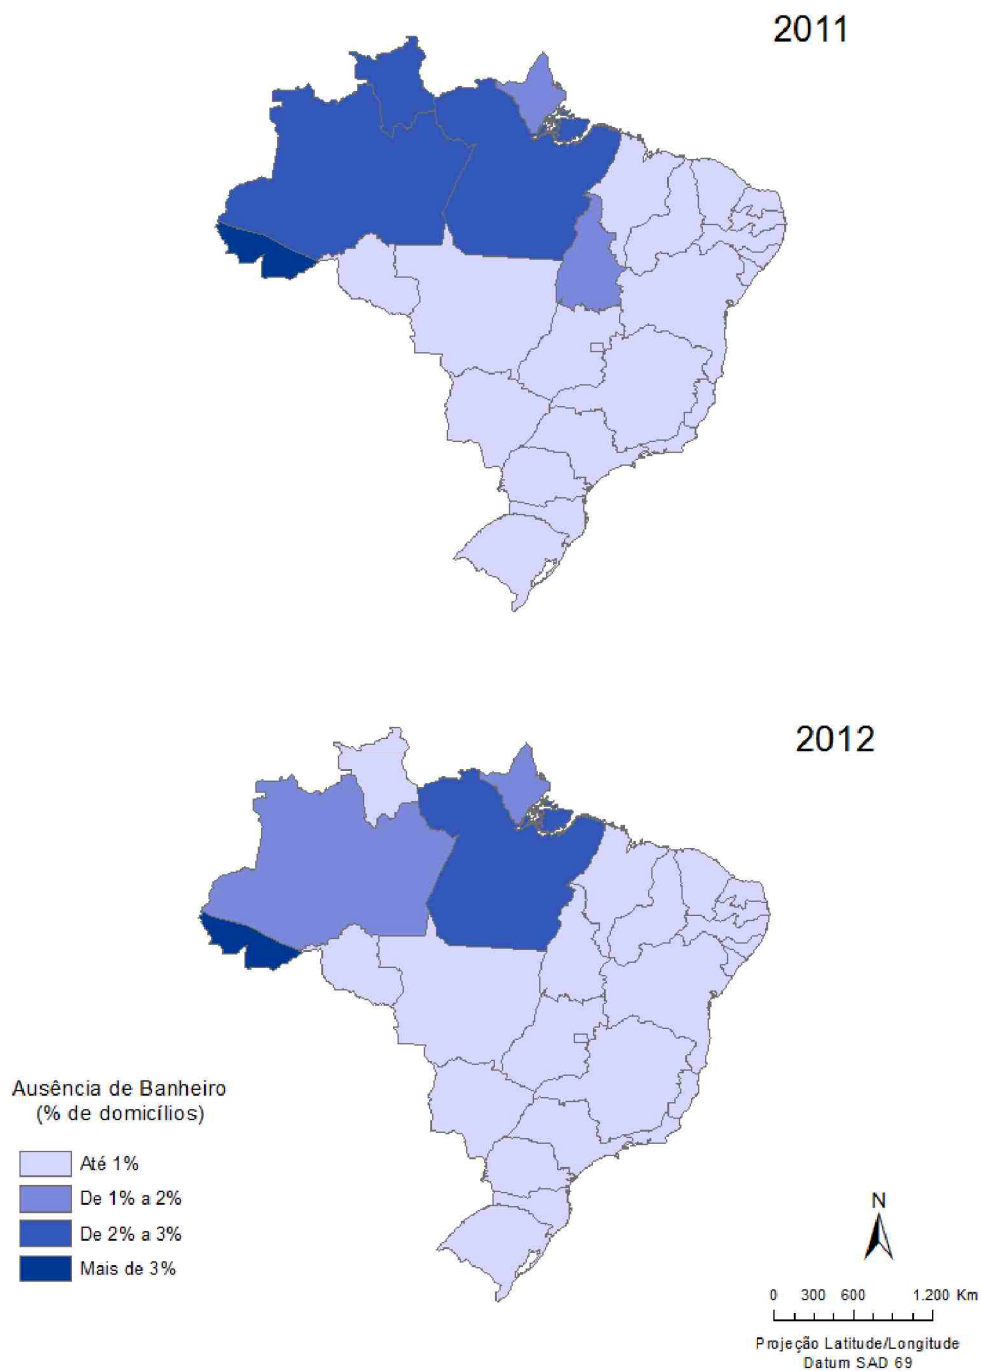 2011
2012
Ausência de Banheiro
(% de domicílios)
Até 1%
De 1% a 2%
De 2% a 3%
Mais de 3%
N
0 300 600 1.200 Km
Projeção Latitude/Longitude
Datum SAD 69